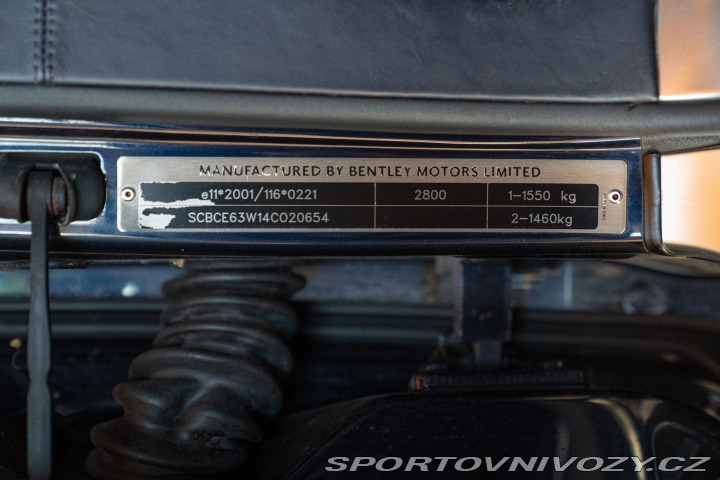 MANUFACTURED BY BENTLEY MOTORS LIMITED
e11*2001/116*0221 2800 1-1550 kg
SCBCE63W14C020654 2-1460kg
SPORTOVNIVOZY.CZ